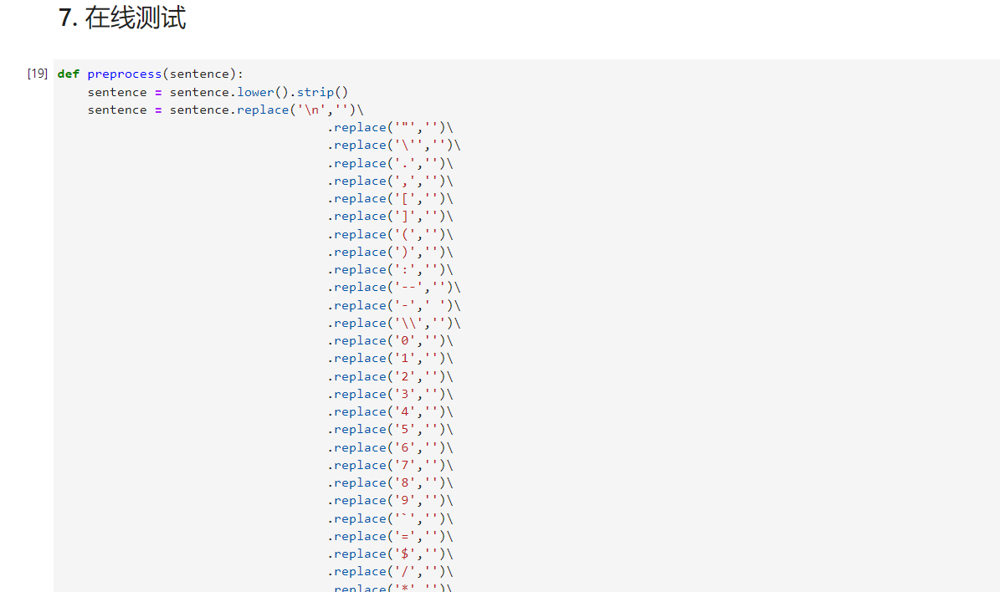 7. 在线测试
[19] def preprocess(sentence):
    sentence = sentence.lower().strip()
    sentence = sentence.replace('\n','')\
                                    .replace('"','')\
                                    .replace('\'','')\
                                    .replace('.','')\
                                    .replace(',','')\
                                    .replace('[','')\
                                    .replace(']','')\
                                    .replace('(','')\
                                    .replace(')','')\
                                    .replace(':','')\
                                    .replace('--','')\
                                    .replace('-',' ')\
                                    .replace('\\','')\
                                    .replace('0','')\
                                    .replace('1','')\
                                    .replace('2','')\
                                    .replace('3','')\
                                    .replace('4','')\
                                    .replace('5','')\
                                    .replace('6','')\
                                    .replace('7','')\
                                    .replace('8','')\
                                    .replace('9','')\
                                    .replace('`','')\
                                    .replace('=','')\
                                    .replace('$','')\
                                    .replace('/','')\
                                    .replace('*','')\